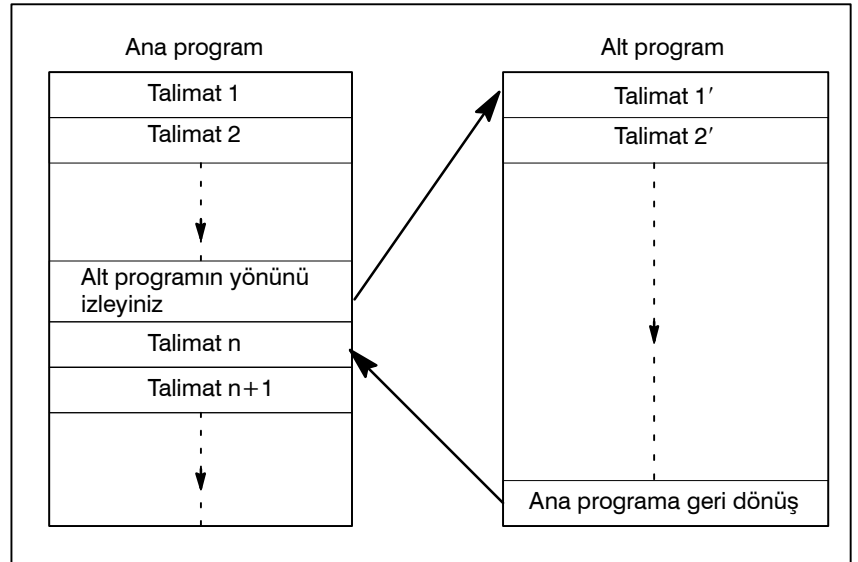 Ana program
Talimat 1
Talimat 2
Alt programın yönünü
izleyiniz
Talimat n
Talimat n+1
Alt program
Talimat 1′
Talimat 2′
Ana programa geri dönüş